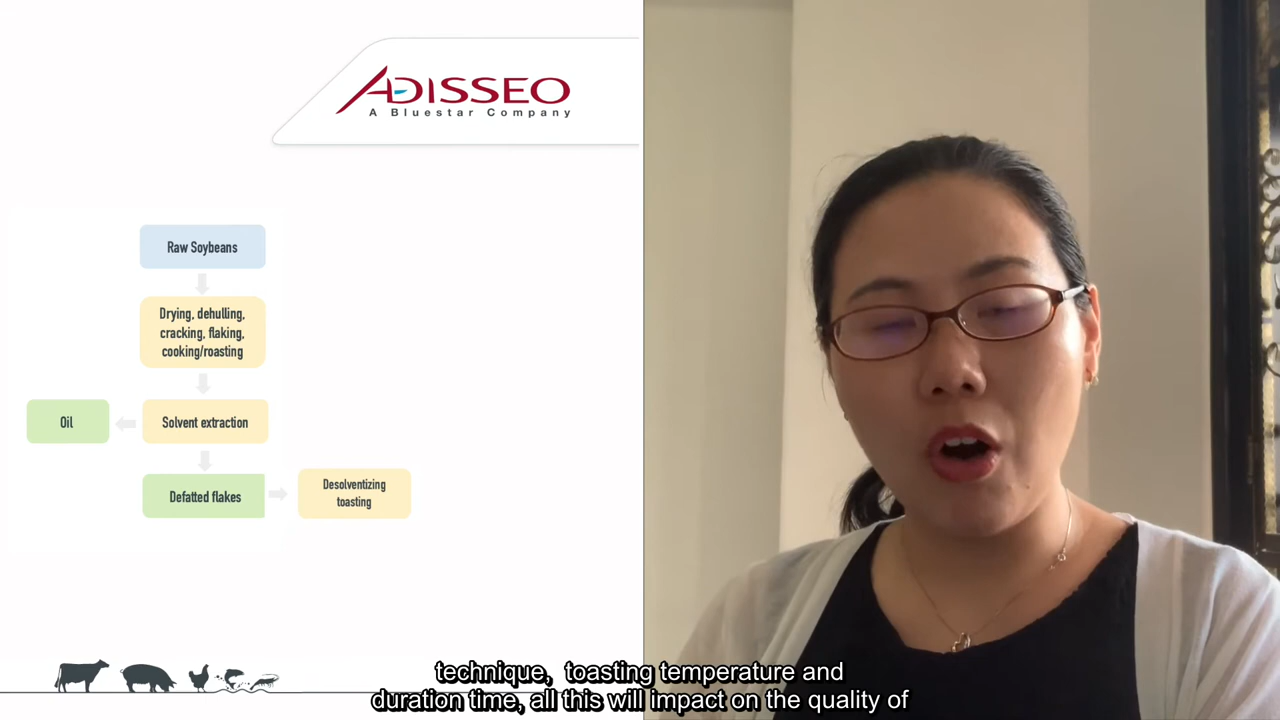 ADISSEO
A Bluestar Company
Raw Soybeans
Drying, dehulling,
cracking, flaking,
cooking/roasting
Oil
Solvent extraction
Defatted flakes
Desolventizing
toasting
technique, toasting temperature and
duration time, all this will impact on the quality of